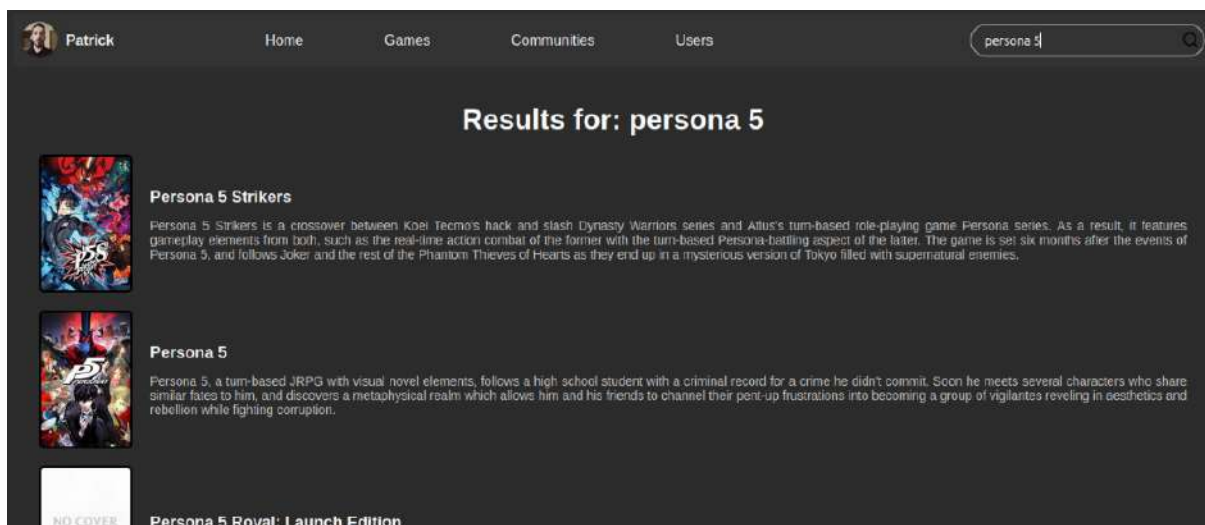 Patrick
Home
Games
Communities
Users
persona 5
Results for: persona 5
Persona 5 Strikers
Persona 5 Strikers is a crossover between Koei Tecmo's hack and slash Dynasty Warriors series and Atlus's turn-based role-playing game Persona series. As a result, it features
gameplay elements from both, such as the real-time action combat of the former with the turn-based Persona-battling aspect of the latter. The game is set six months after the events of
Persona 5, and follows Joker and the rest of the Phantom Thieves of Hearts as they end up in a mysterious version of Tokyo filled with supernatural enemies.
P5S
Persona 5
Persona 5, a turn-based JRPG with visual novel elements, follows a high school student with a criminal record for a crime he didn't commit. Soon he meets several characters who share
similar fates to him, and discovers a metaphysical realm which allows him and his friends to channel their pent-up frustrations into becoming a group of vigilantes reveling in aesthetics and
rebellion while fighting corruption.
P5
NO COVER
Persona 5 Royal: Launch Edition